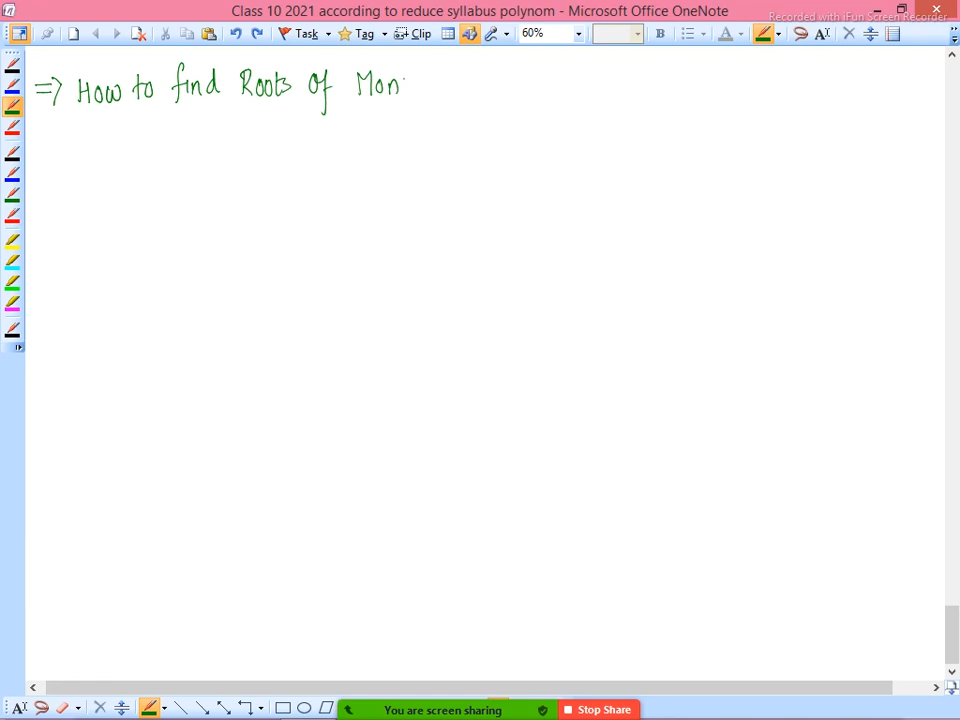 Class 10 2021 according to reduce syllabus polynom - Microsoft Office OneNote
Recorded with iFun Screen Recorder
Task Tag Clip 60% B A
⇒ How to find Roots of Mon
You are screen sharing Stop Share